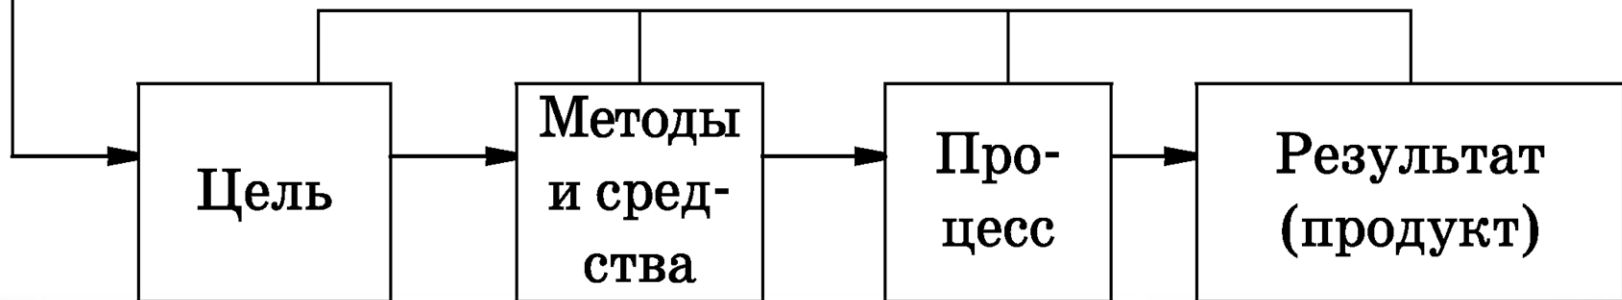 Цель
Методы
и сред-
ства
Про-
цесс
Результат
(продукт)